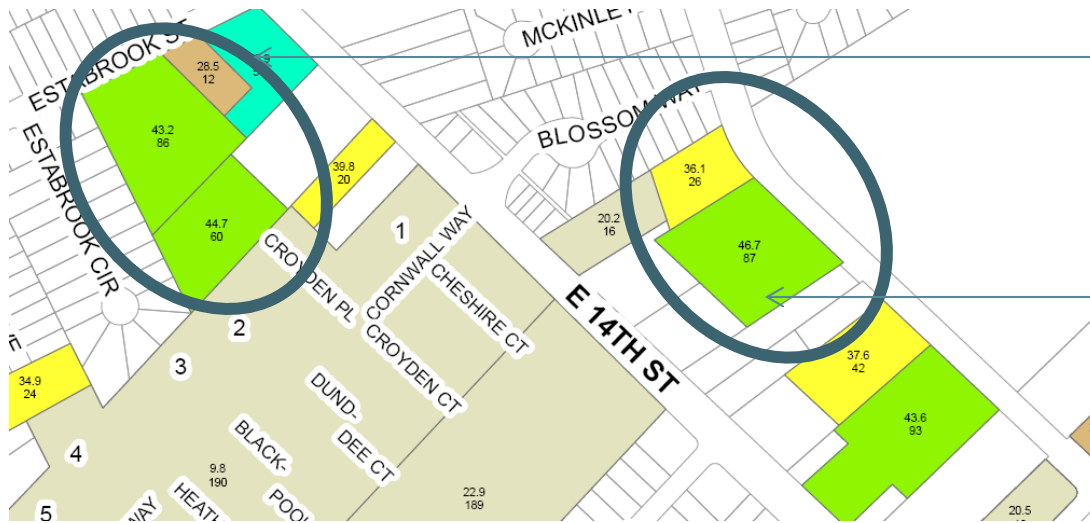 MCKINLEY
ESTABROOK ST
28.5
12
43.2
86
BLOSSOM WAY
39.8
20
36.1
26
ESTABROOK CIR
44.7
60
20.2
16
1
CORNWALL WAY
46.7
87
CROYDEN PL
CHESHIRE CT
E 14TH ST
2
CROYDEN CT
3
37.6
42
34.9
24
DUND-
DEE CT
43.6
93
BLACK-
POOL
4
9.8
190
22.9
189
HEATH
WAY
5
20.5